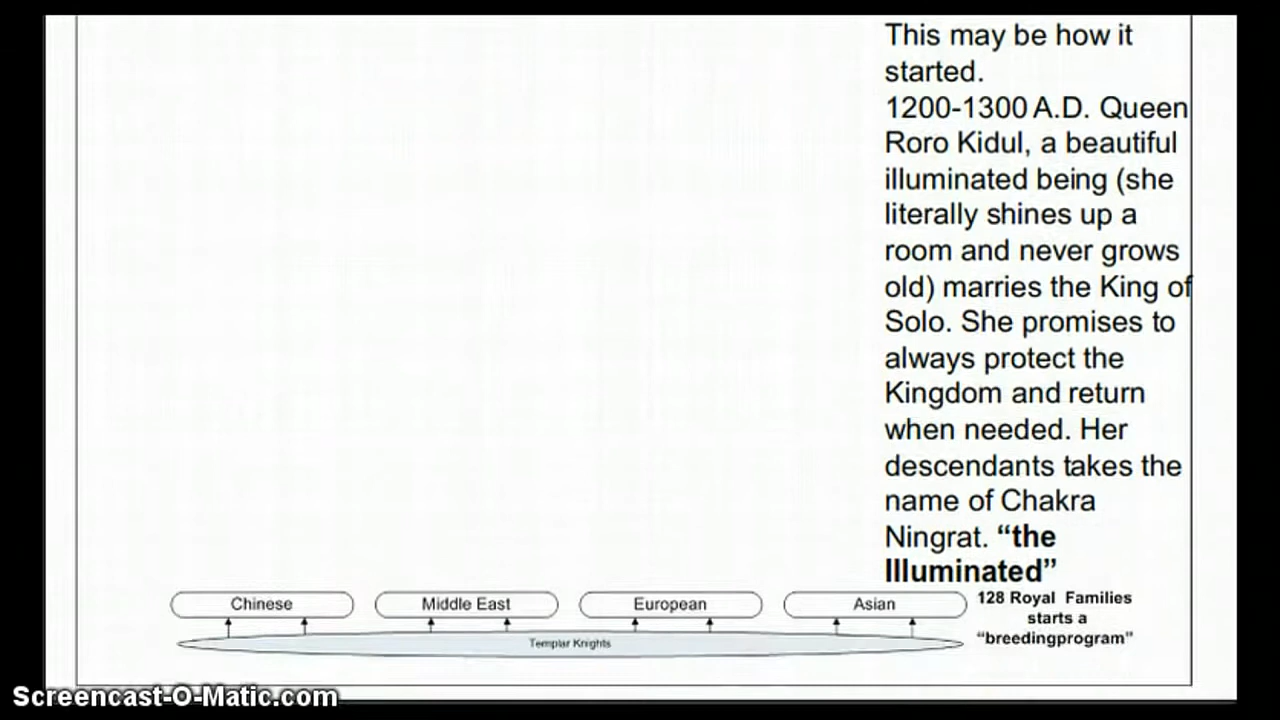 This may be how it
started.
1200-1300 A.D. Queen
Roro Kidul, a beautiful
illuminated being (she
literally shines up a
room and never grows
old) marries the King of
Solo. She promises to
always protect the
Kingdom and return
when needed. Her
descendants takes the
name of Chakra
Ningrat. “the
Illuminated”
Chinese
Middle East
European
Asian
128 Royal Families
starts a
“breedingprogram”
Templar Knights
Screencast-O-Matic.com